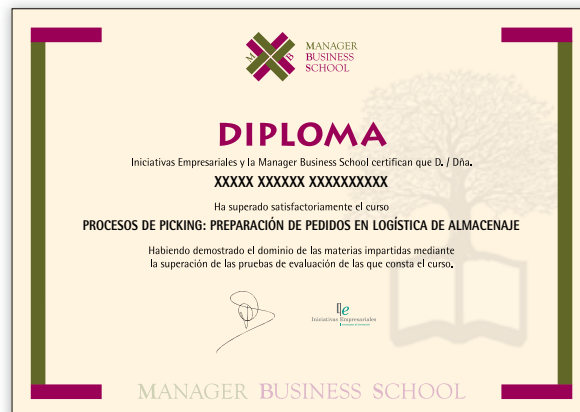 M B
MANAGER
BUSINESS
SCHOOL
DIPLOMA
Iniciativas Empresariales y la Manager Business School certifican que D. / Dña.
XXXXX XXXXXX XXXXXXXXXX
Ha superado satisfactoriamente el curso
PROCESOS DE PICKING: PREPARACIÓN DE PEDIDOS EN LOGÍSTICA DE ALMACENAJE
Habiendo demostrado el dominio de las materias impartidas mediante
la superación de las pruebas de evaluación de las que consta el curso.
Iniciativas Empresariales
MANAGER BUSINESS SCHOOL